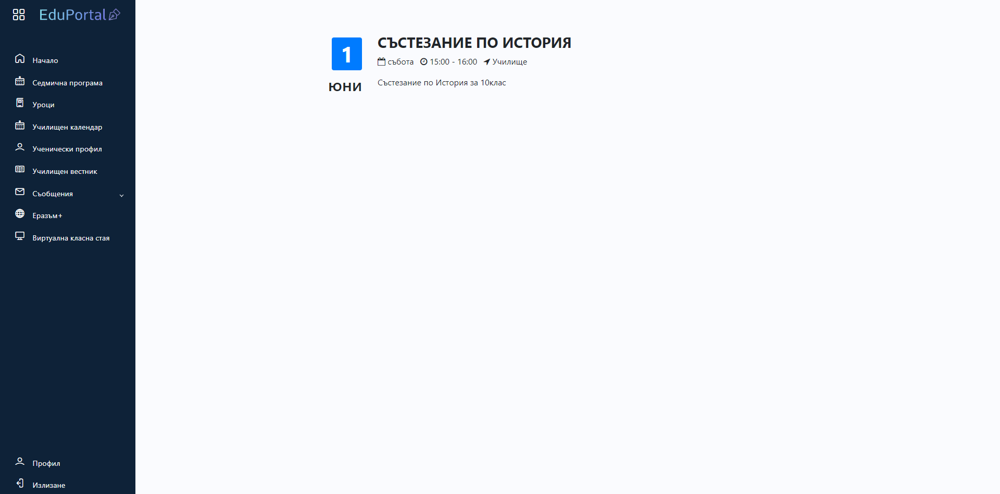 EduPortal
Начало
Седмична програма
Уроци
Училищен календар
Ученически профил
Училищен вестник
Съобщения
Еразъм+
Виртуална класна стая
Профил
Излизане
1
ЮНИ
СЪСТЕЗАНИЕ ПО ИСТОРИЯ
събота 15:00 - 16:00 Училище
Състезание по История за 10клас